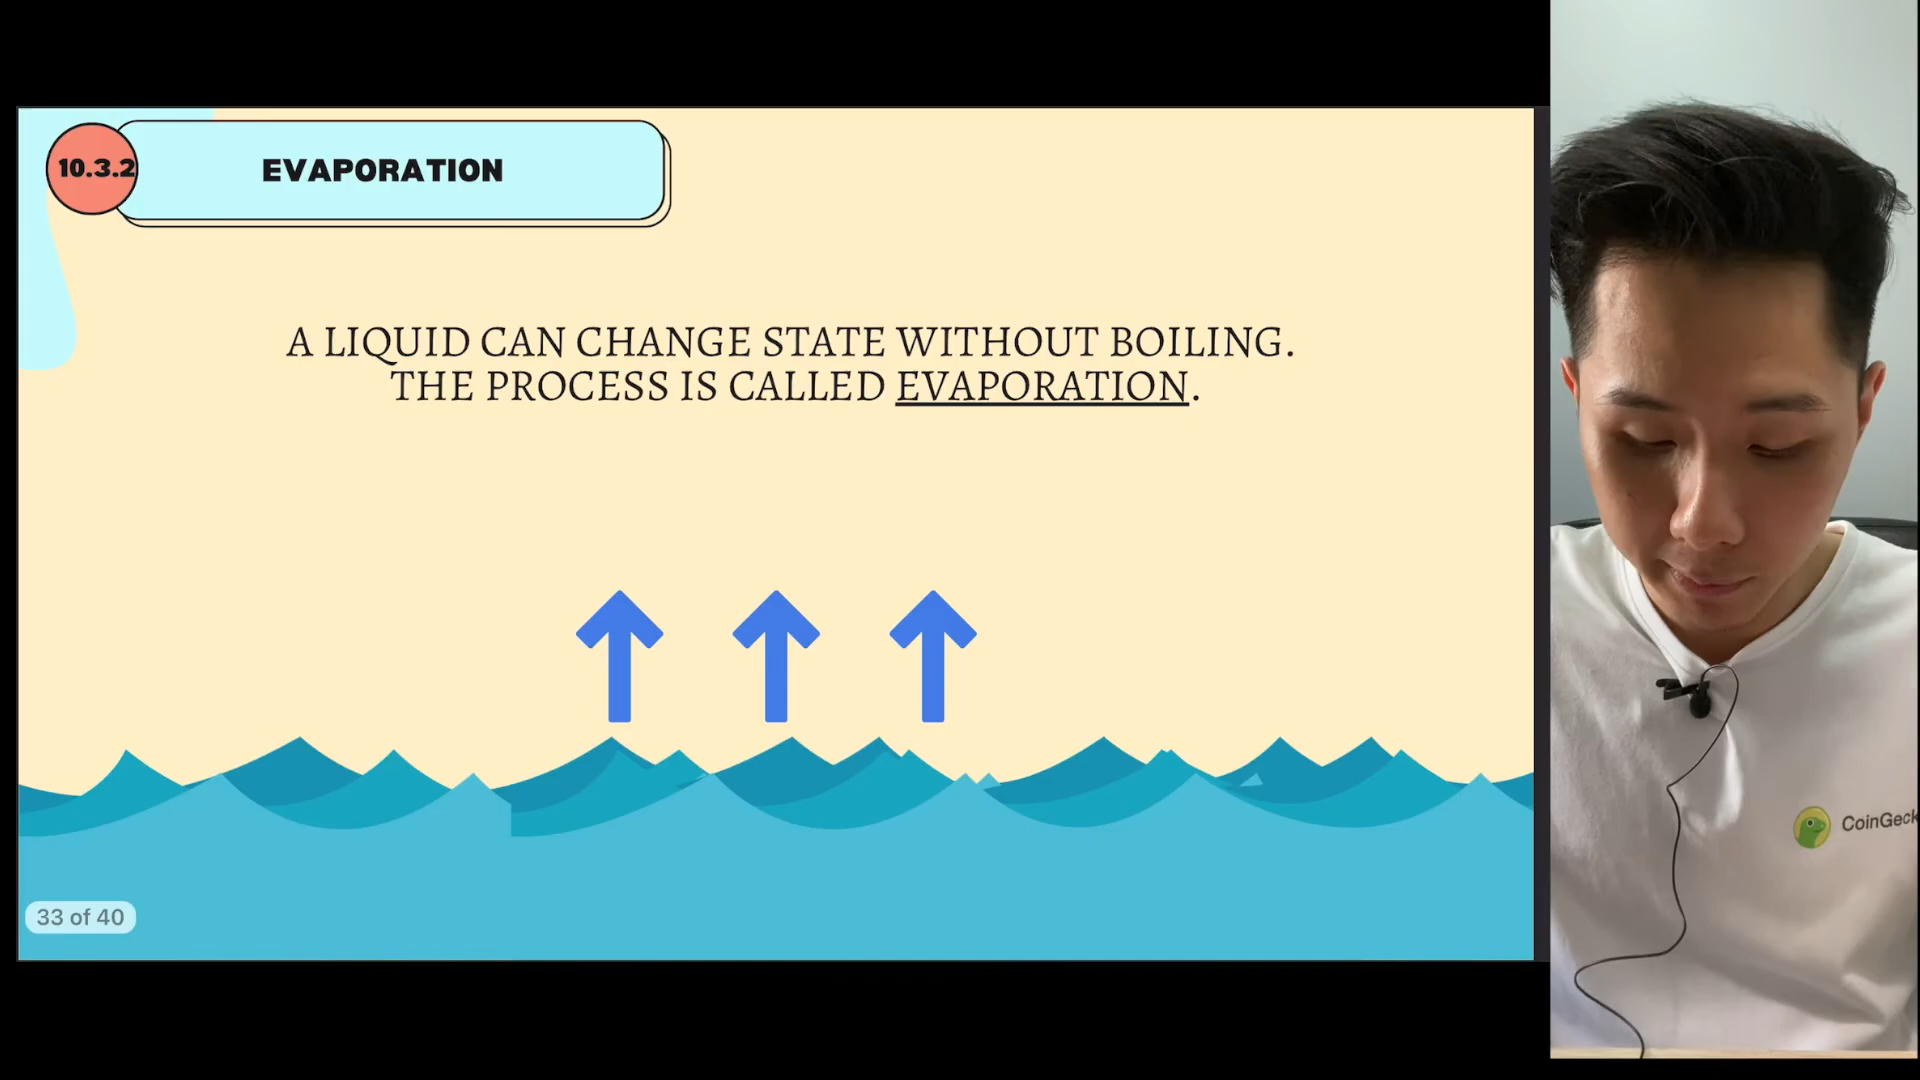 10.3.2
EVAPORATION
A LIQUID CAN CHANGE STATE WITHOUT BOILING.
THE PROCESS IS CALLED EVAPORATION.
33 of 40
CoinGeck